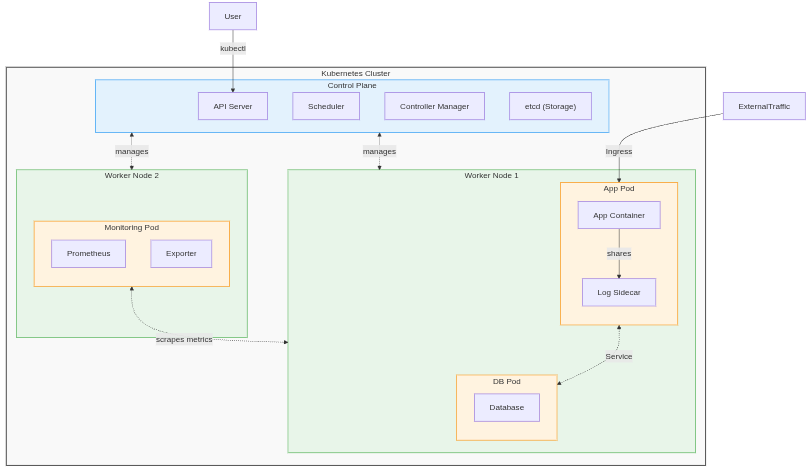 User
kubectl
Kubernetes Cluster
Control Plane
API Server
Scheduler
Controller Manager
etcd (Storage)
ExternalTraffic
manages
manages
Ingress
Worker Node 2
Worker Node 1
App Pod
App Container
Monitoring Pod
Prometheus
Exporter
shares
Log Sidecar
scrapes metrics
Service
DB Pod
Database